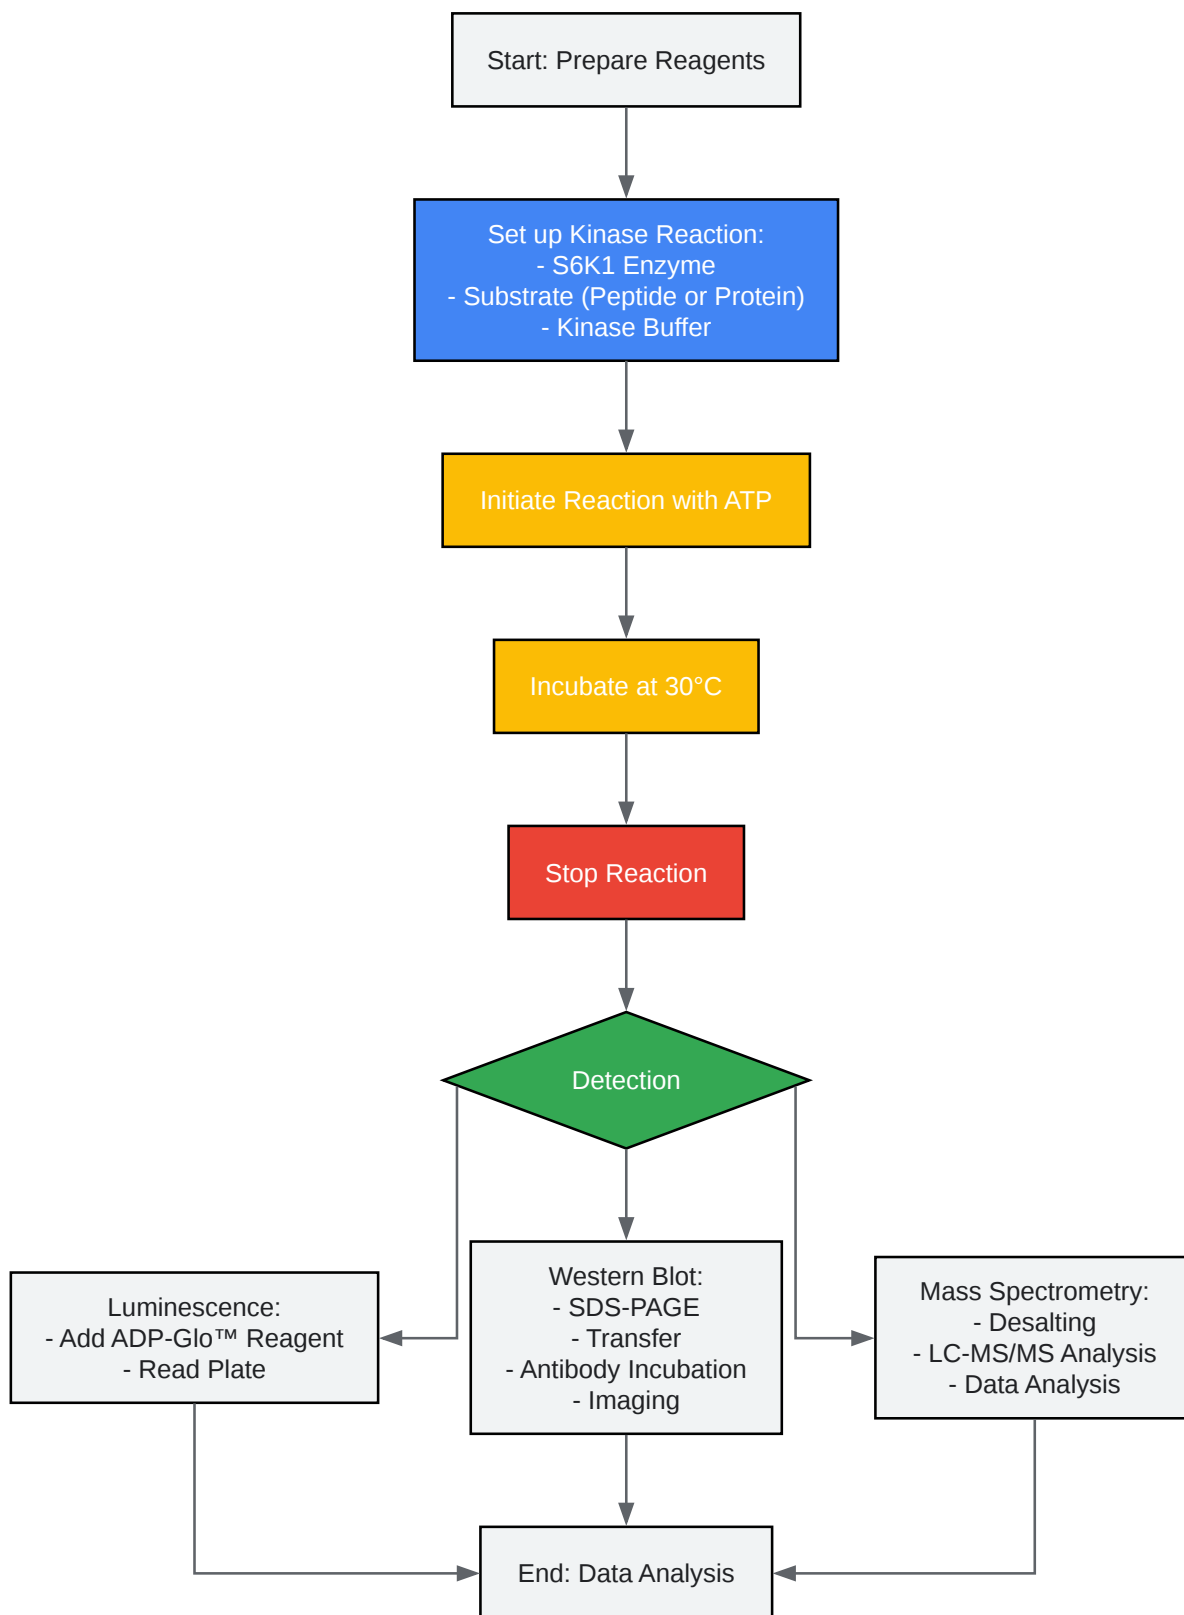 Start: Prepare Reagents
Set up Kinase Reaction:
- S6K1 Enzyme
- Substrate (Peptide or Protein)
- Kinase Buffer
Initiate Reaction with ATP
Incubate at 30°C
Stop Reaction
Detection
Luminescence:
- Add ADP-Glo™ Reagent
- Read Plate
Western Blot:
- SDS-PAGE
- Transfer
- Antibody Incubation
- Imaging
Mass Spectrometry:
- Desalting
- LC-MS/MS Analysis
- Data Analysis
End: Data Analysis